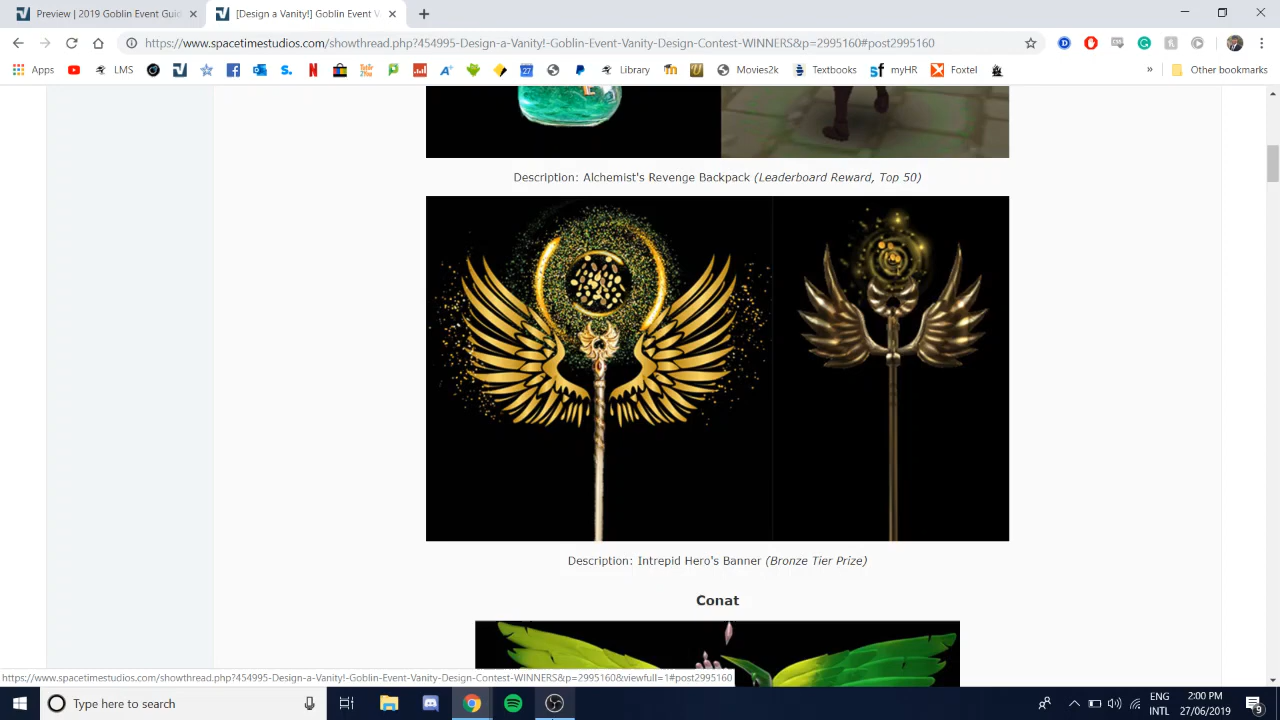 Preview | 2019 Goblin Event Guid
[Design a Vanity!] Goblin Event V
https://www.spacetimestudios.com/showthread.php?454995-Design-a-Vanity!-Goblin-Event-Vanity-Design-Contest-WINNERS&p=2995160#post2995160
Apps LMS Library Movies2k Textbooks myHR Foxtel » Other bookmarks
Description: Alchemist's Revenge Backpack (Leaderboard Reward, Top 50)
Description: Intrepid Hero's Banner (Bronze Tier Prize)
Conat
https://www.spacetimestudios.com/showthread.php?454995-Design-a-Vanity!-Goblin-Event-Vanity-Design-Contest-WINNERS&p=2995160&viewfull=1#post2995160
Type here to search
ENG
INTL
2:00 PM
27/06/2019
9